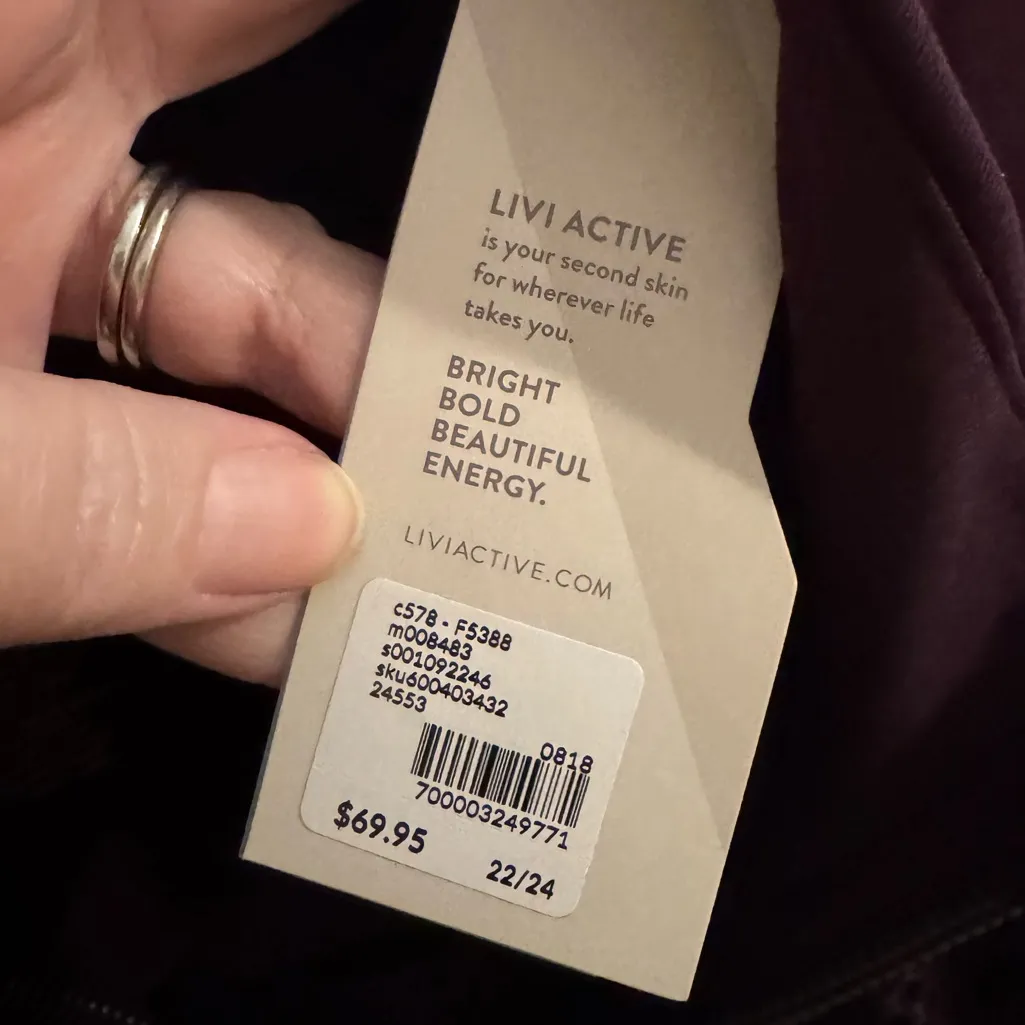 LIVI ACTIVE
is your second skin
for wherever life
takes you.
BRIGHT
BOLD
BEAUTIFUL
ENERGY.
LIVIACTIVE.COM
c578 - F5388
m008483
s001092246
sku600403432
24553
0818
700003249771
$69.95
22/24